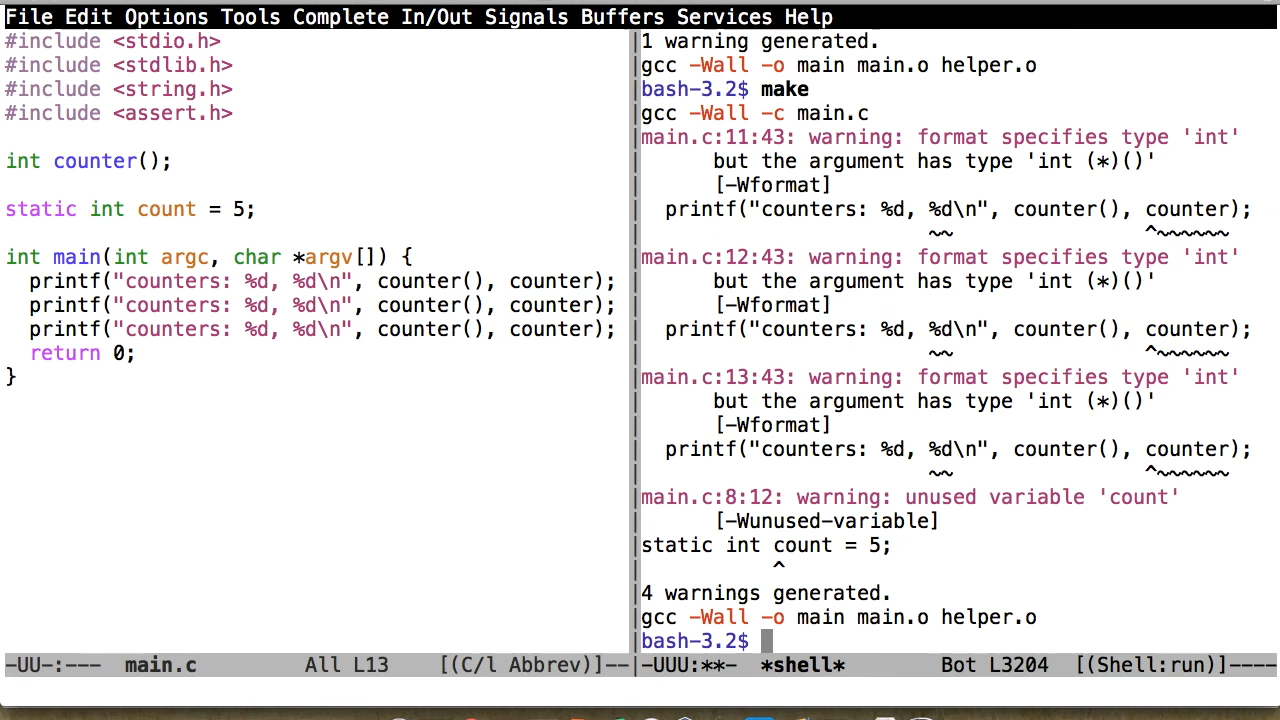 File Edit Options Tools Complete In/Out Signals Buffers Services Help
#include <stdio.h>
#include <stdlib.h>
#include <string.h>
#include <assert.h>
int counter();
static int count = 5;
int main(int argc, char *argv[]) {
  printf("counters: %d, %d\n", counter(), counter);
  printf("counters: %d, %d\n", counter(), counter);
  printf("counters: %d, %d\n", counter(), counter);
  return 0;
}
-UU-:---  main.c         All L13    [(C/l Abbrev)]--
1 warning generated.
gcc -Wall -o main main.o helper.o
bash-3.2$ make
gcc -Wall -c main.c
main.c:11:43: warning: format specifies type 'int'
      but the argument has type 'int (*)()'
      [-Wformat]
  printf("counters: %d, %d\n", counter(), counter);
                        ~~                ^~~~~~~
main.c:12:43: warning: format specifies type 'int'
      but the argument has type 'int (*)()'
      [-Wformat]
  printf("counters: %d, %d\n", counter(), counter);
                        ~~                ^~~~~~~
main.c:13:43: warning: format specifies type 'int'
      but the argument has type 'int (*)()'
      [-Wformat]
  printf("counters: %d, %d\n", counter(), counter);
                        ~~                ^~~~~~~
main.c:8:12: warning: unused variable 'count'
      [-Wunused-variable]
static int count = 5;
           ^
4 warnings generated.
gcc -Wall -o main main.o helper.o
bash-3.2$
-UUU:**-  *shell*        Bot L3204  [(Shell:run)]----